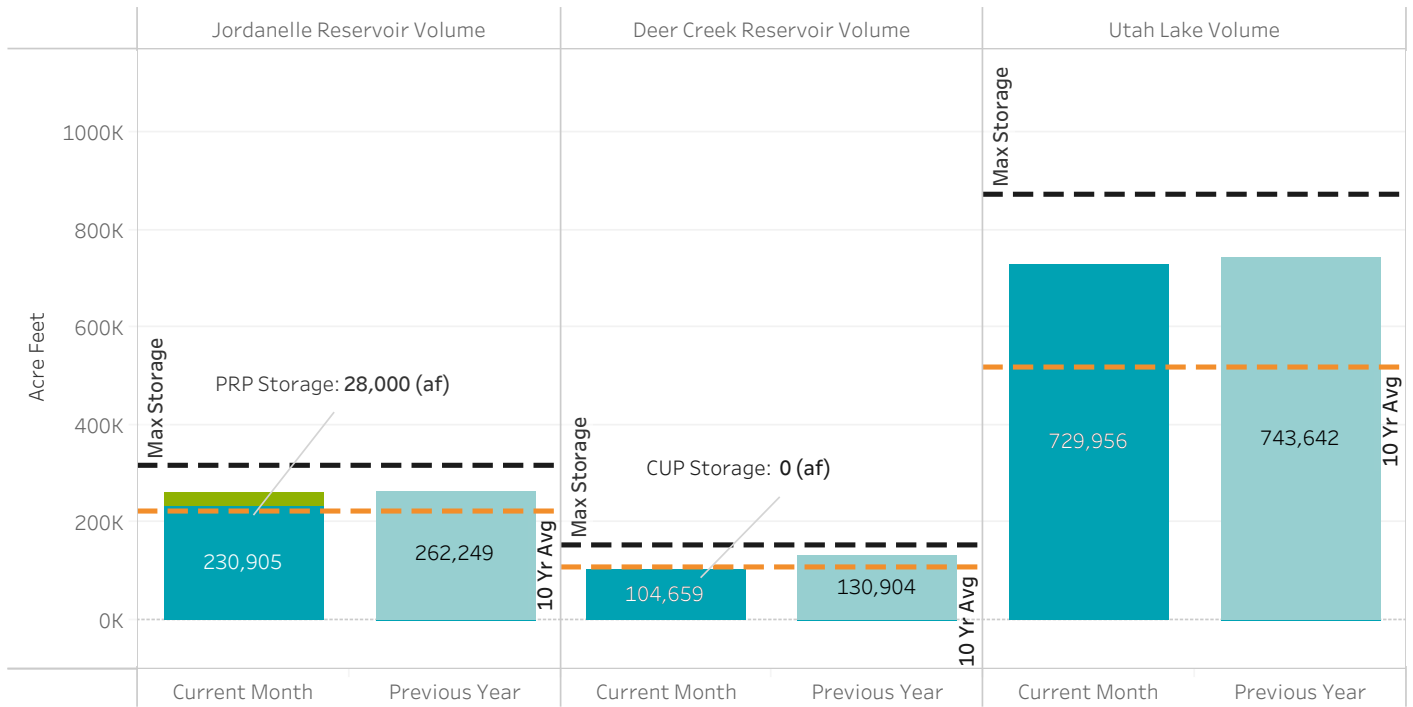 Jordanelle Reservoir Volume
Deer Creek Reservoir Volume
Utah Lake Volume
Acre Feet
1000K
800K
600K
400K
200K
0K
Max Storage
PRP Storage: 28,000 (af)
230,905
262,249
10 Yr Avg
Max Storage
CUP Storage: 0 (af)
104,659
130,904
10 Yr Avg
Max Storage
729,956
743,642
10 Yr Avg
Current Month
Previous Year
Current Month
Previous Year
Current Month
Previous Year